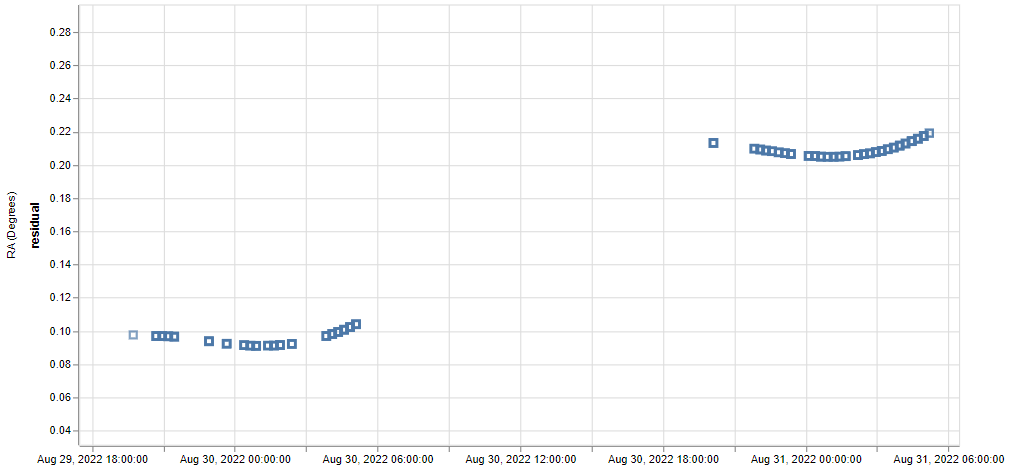 0.28
0.26
0.24
0.22
0.20
0.18
0.16
0.14
0.12
0.10
0.08
0.06
0.04
RA (Degrees)
residual
Aug 29, 2022 18:00:00
Aug 30, 2022 00:00:00
Aug 30, 2022 06:00:00
Aug 30, 2022 12:00:00
Aug 30, 2022 18:00:00
Aug 31, 2022 00:00:00
Aug 31, 2022 06:00:00